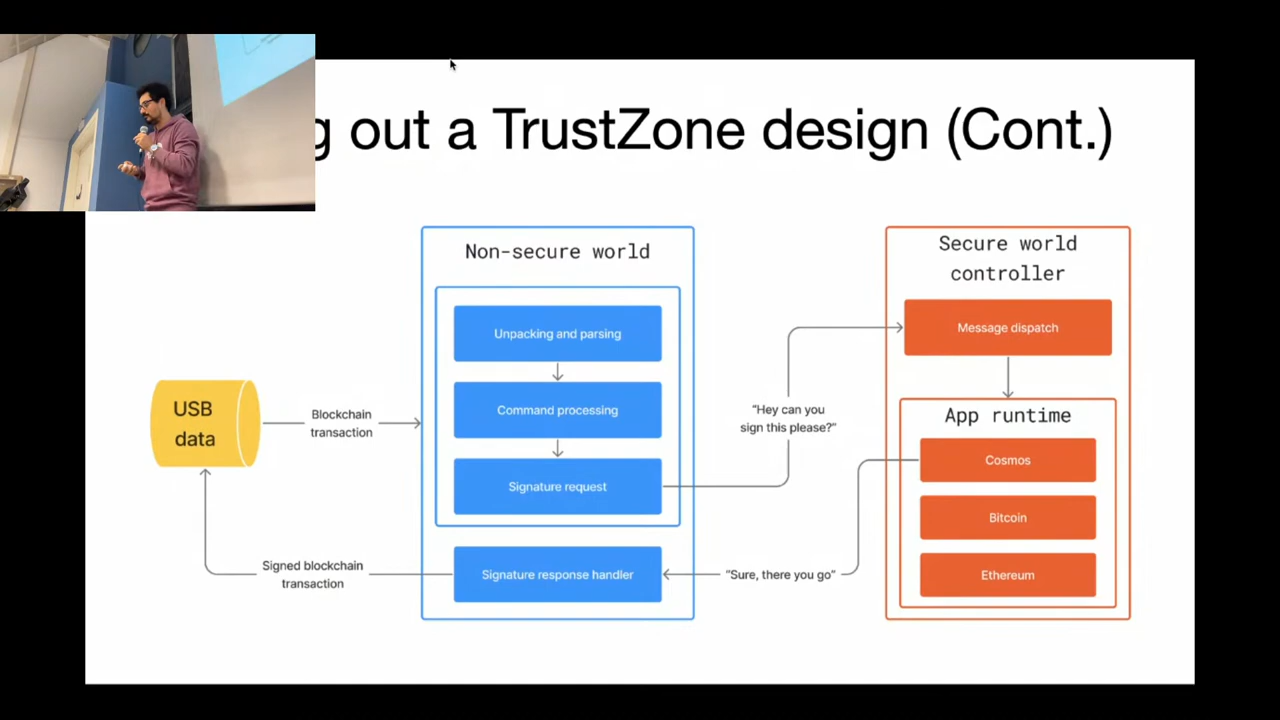 g out a TrustZone design (Cont.)
Non-secure world
Unpacking and parsing
Command processing
Signature request
Signature response handler
USB
data
Blockchain
transaction
Signed blockchain
transaction
"Hey can you
sign this please?"
"Sure, there you go"
Secure world
controller
Message dispatch
App runtime
Cosmos
Bitcoin
Ethereum